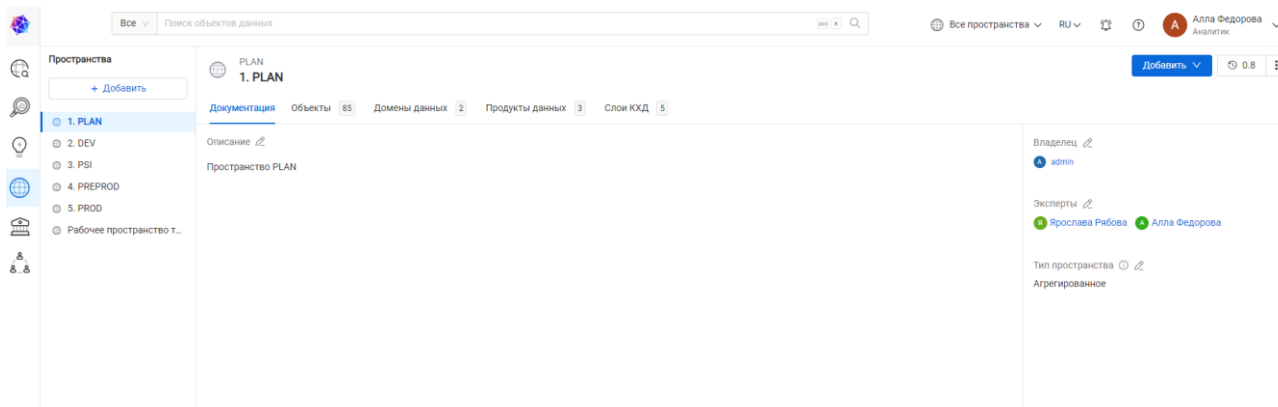 Все
Поиск объектов данных
ctrl K
Все пространства
RU
А
Алла Федорова
Аналитик
Пространства
+ Добавить
1. PLAN
2. DEV
3. PSI
4. PREPROD
5. PROD
Рабочее пространство т...
PLAN
1. PLAN
Добавить
0.8
Документация Объекты 85 Домены данных 2 Продукты данных 3 Слои КХД 5
Описание
Пространство PLAN
Владелец
A admin
Эксперты
Я Ярослава Рябова А Алла Федорова
Тип пространства
Агрегированное